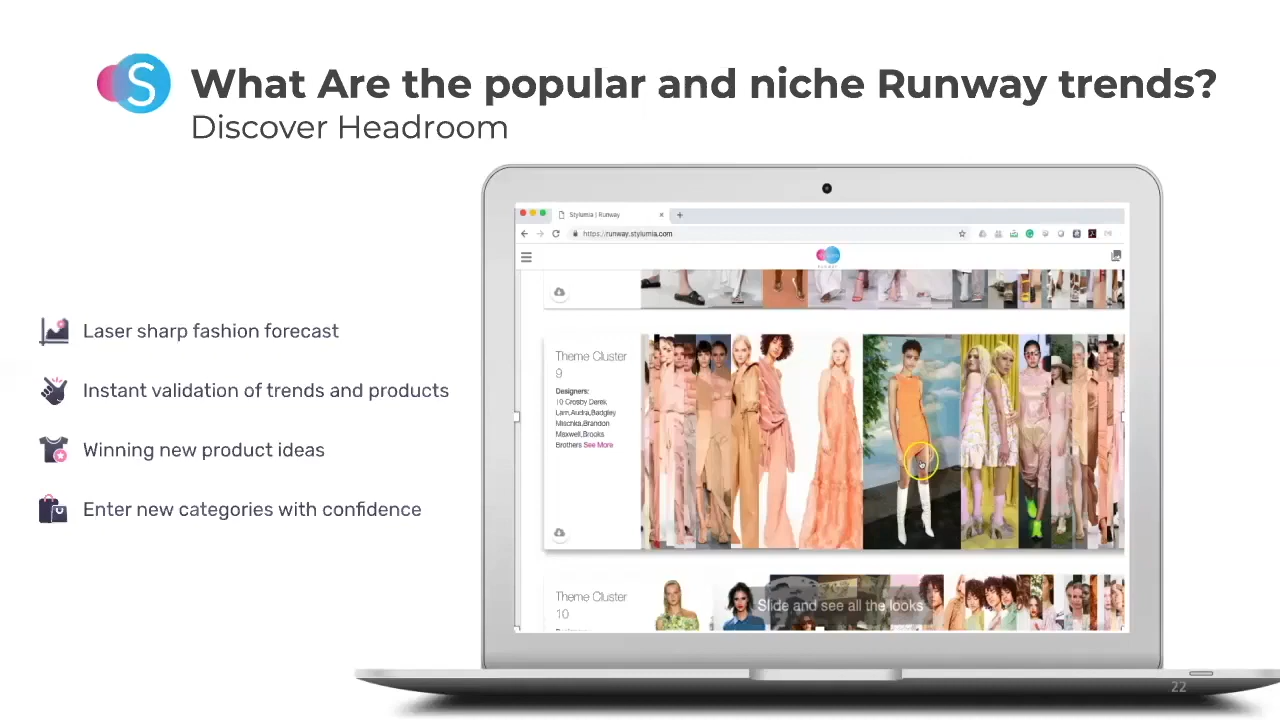 S
What Are the popular and niche Runway trends?
Discover Headroom
Laser sharp fashion forecast
Instant validation of trends and products
Winning new product ideas
Enter new categories with confidence
Stylumia | Runway
https://runway.stylumia.com
Theme Cluster
9
Designers:
10 Crosby Derek
Lam,Audra,Badgley
Mischka,Brandon
Maxwell,Brooks
Brothers See More
Theme Cluster
10
Slide and see all the looks
22